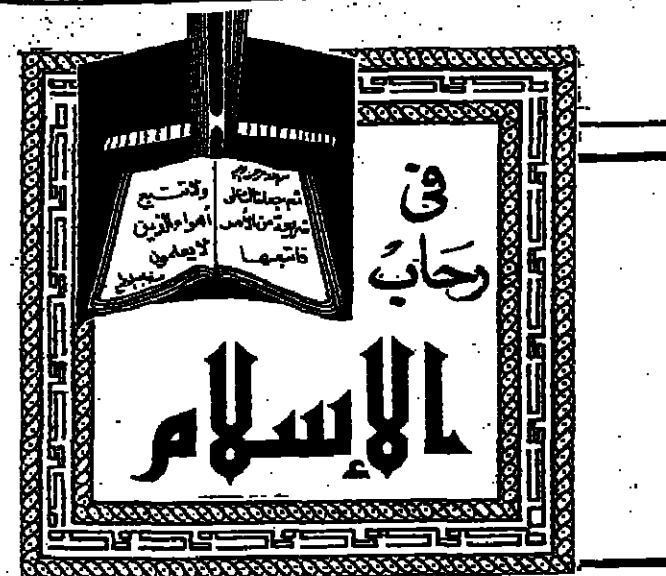 في
رحابُ
الإسلام
ثم جعلناك على
شريعة من الأمر
فاتبعها
ولا تتبع
أهواء الذين
لا يعلمون